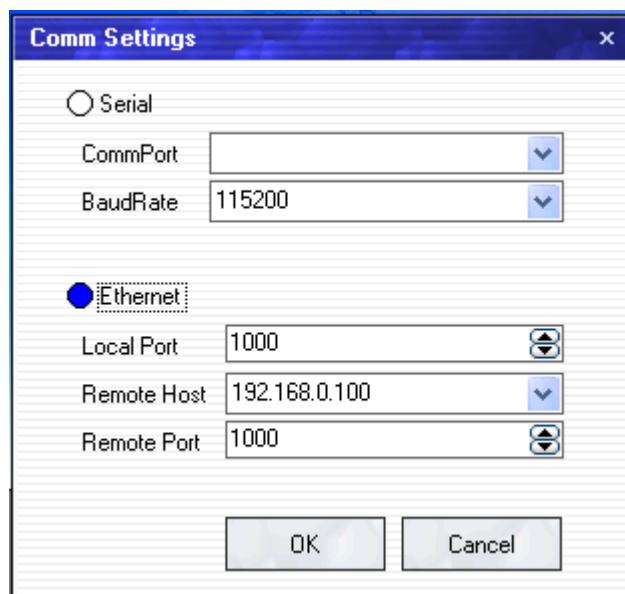 Comm Settings
Serial
CommPort
BaudRate 115200
Ethernet
Local Port 1000
Remote Host 192.168.0.100
Remote Port 1000
OK Cancel